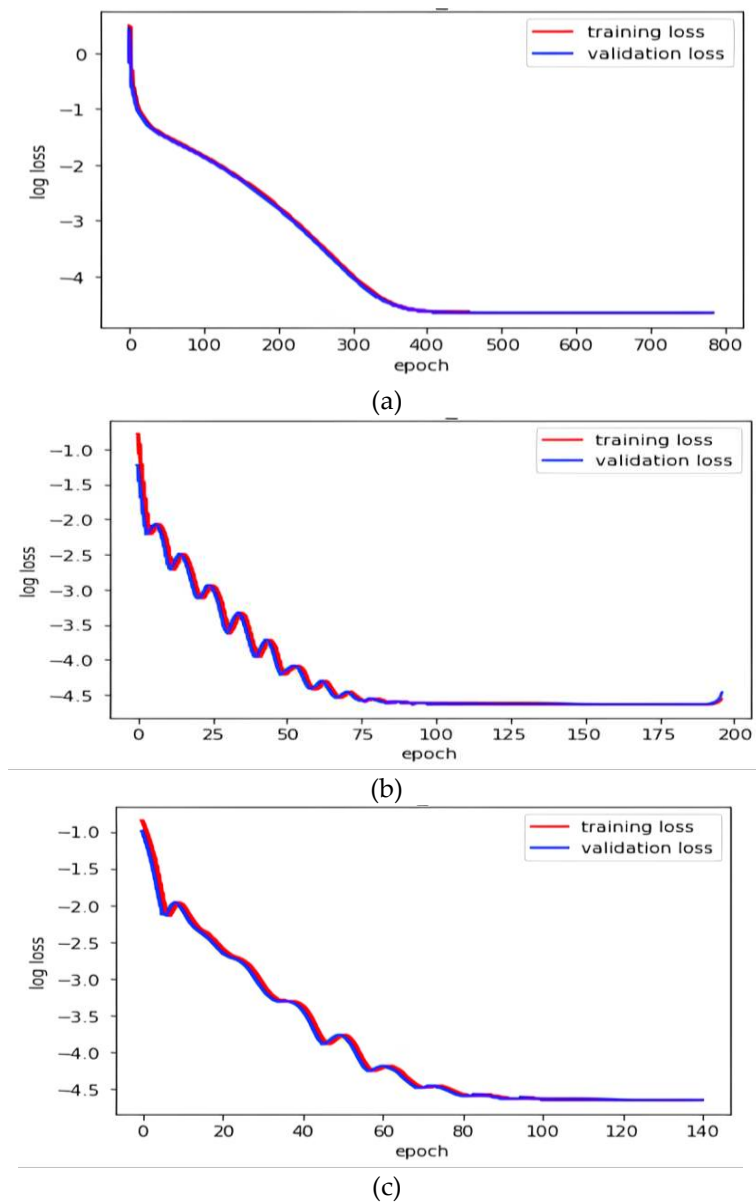 training loss
validation loss
0
−1
−2
−3
−4
log loss
0 100 200 300 400 500 600 700 800
epoch
(a)
training loss
validation loss
−1.0
−1.5
−2.0
−2.5
−3.0
−3.5
−4.0
−4.5
log loss
0 25 50 75 100 125 150 175 200
epoch
(b)
training loss
validation loss
−1.0
−1.5
−2.0
−2.5
−3.0
−3.5
−4.0
−4.5
log loss
0 20 40 60 80 100 120 140
epoch
(c)